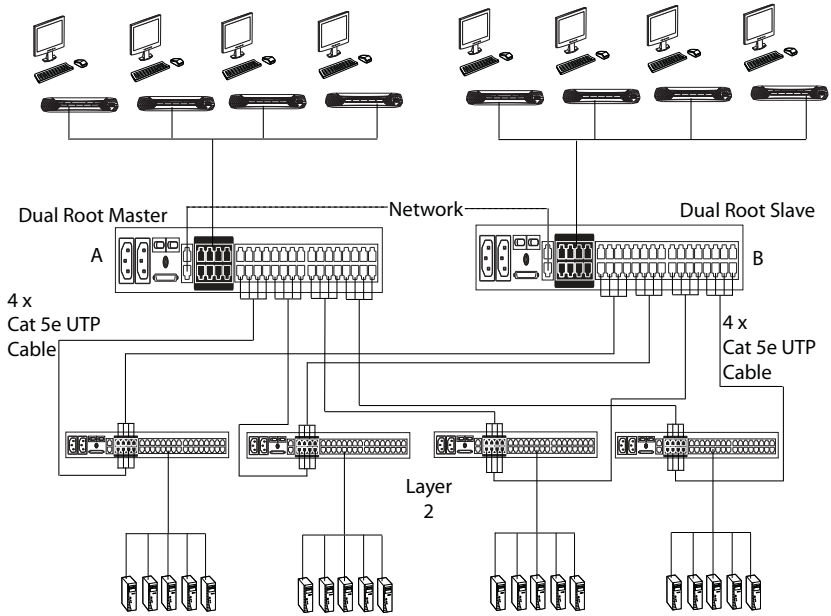 Network
Dual Root Master
Dual Root Slave
A
B
4 x
Cat 5e UTP
Cable
4 x
Cat 5e UTP
Cable
Layer
2